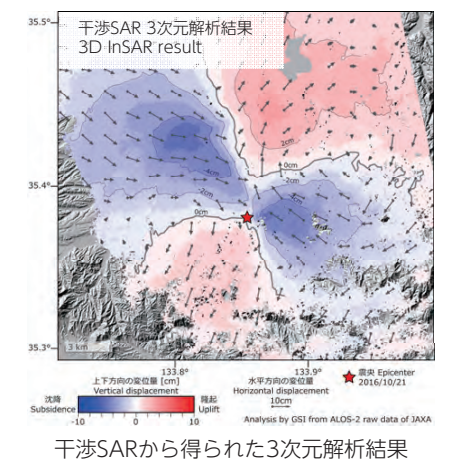 干渉SAR 3次元解析結果
3D InSAR result
35.5°
35.4°
35.3°
2cm
0cm
-2cm
-4cm
-2cm
0cm
3 km
133.8°
133.9°
上下方向の変位量 [cm]
Vertical displacement
沈降
Subsidence
隆起
Uplift
-10
0
10
水平方向の変位量
Horizontal displacement
10cm
震央 Epicenter
2016/10/21
Analysis by GSI from ALOS-2 raw data of JAXA
干渉SARから得られた3次元解析結果